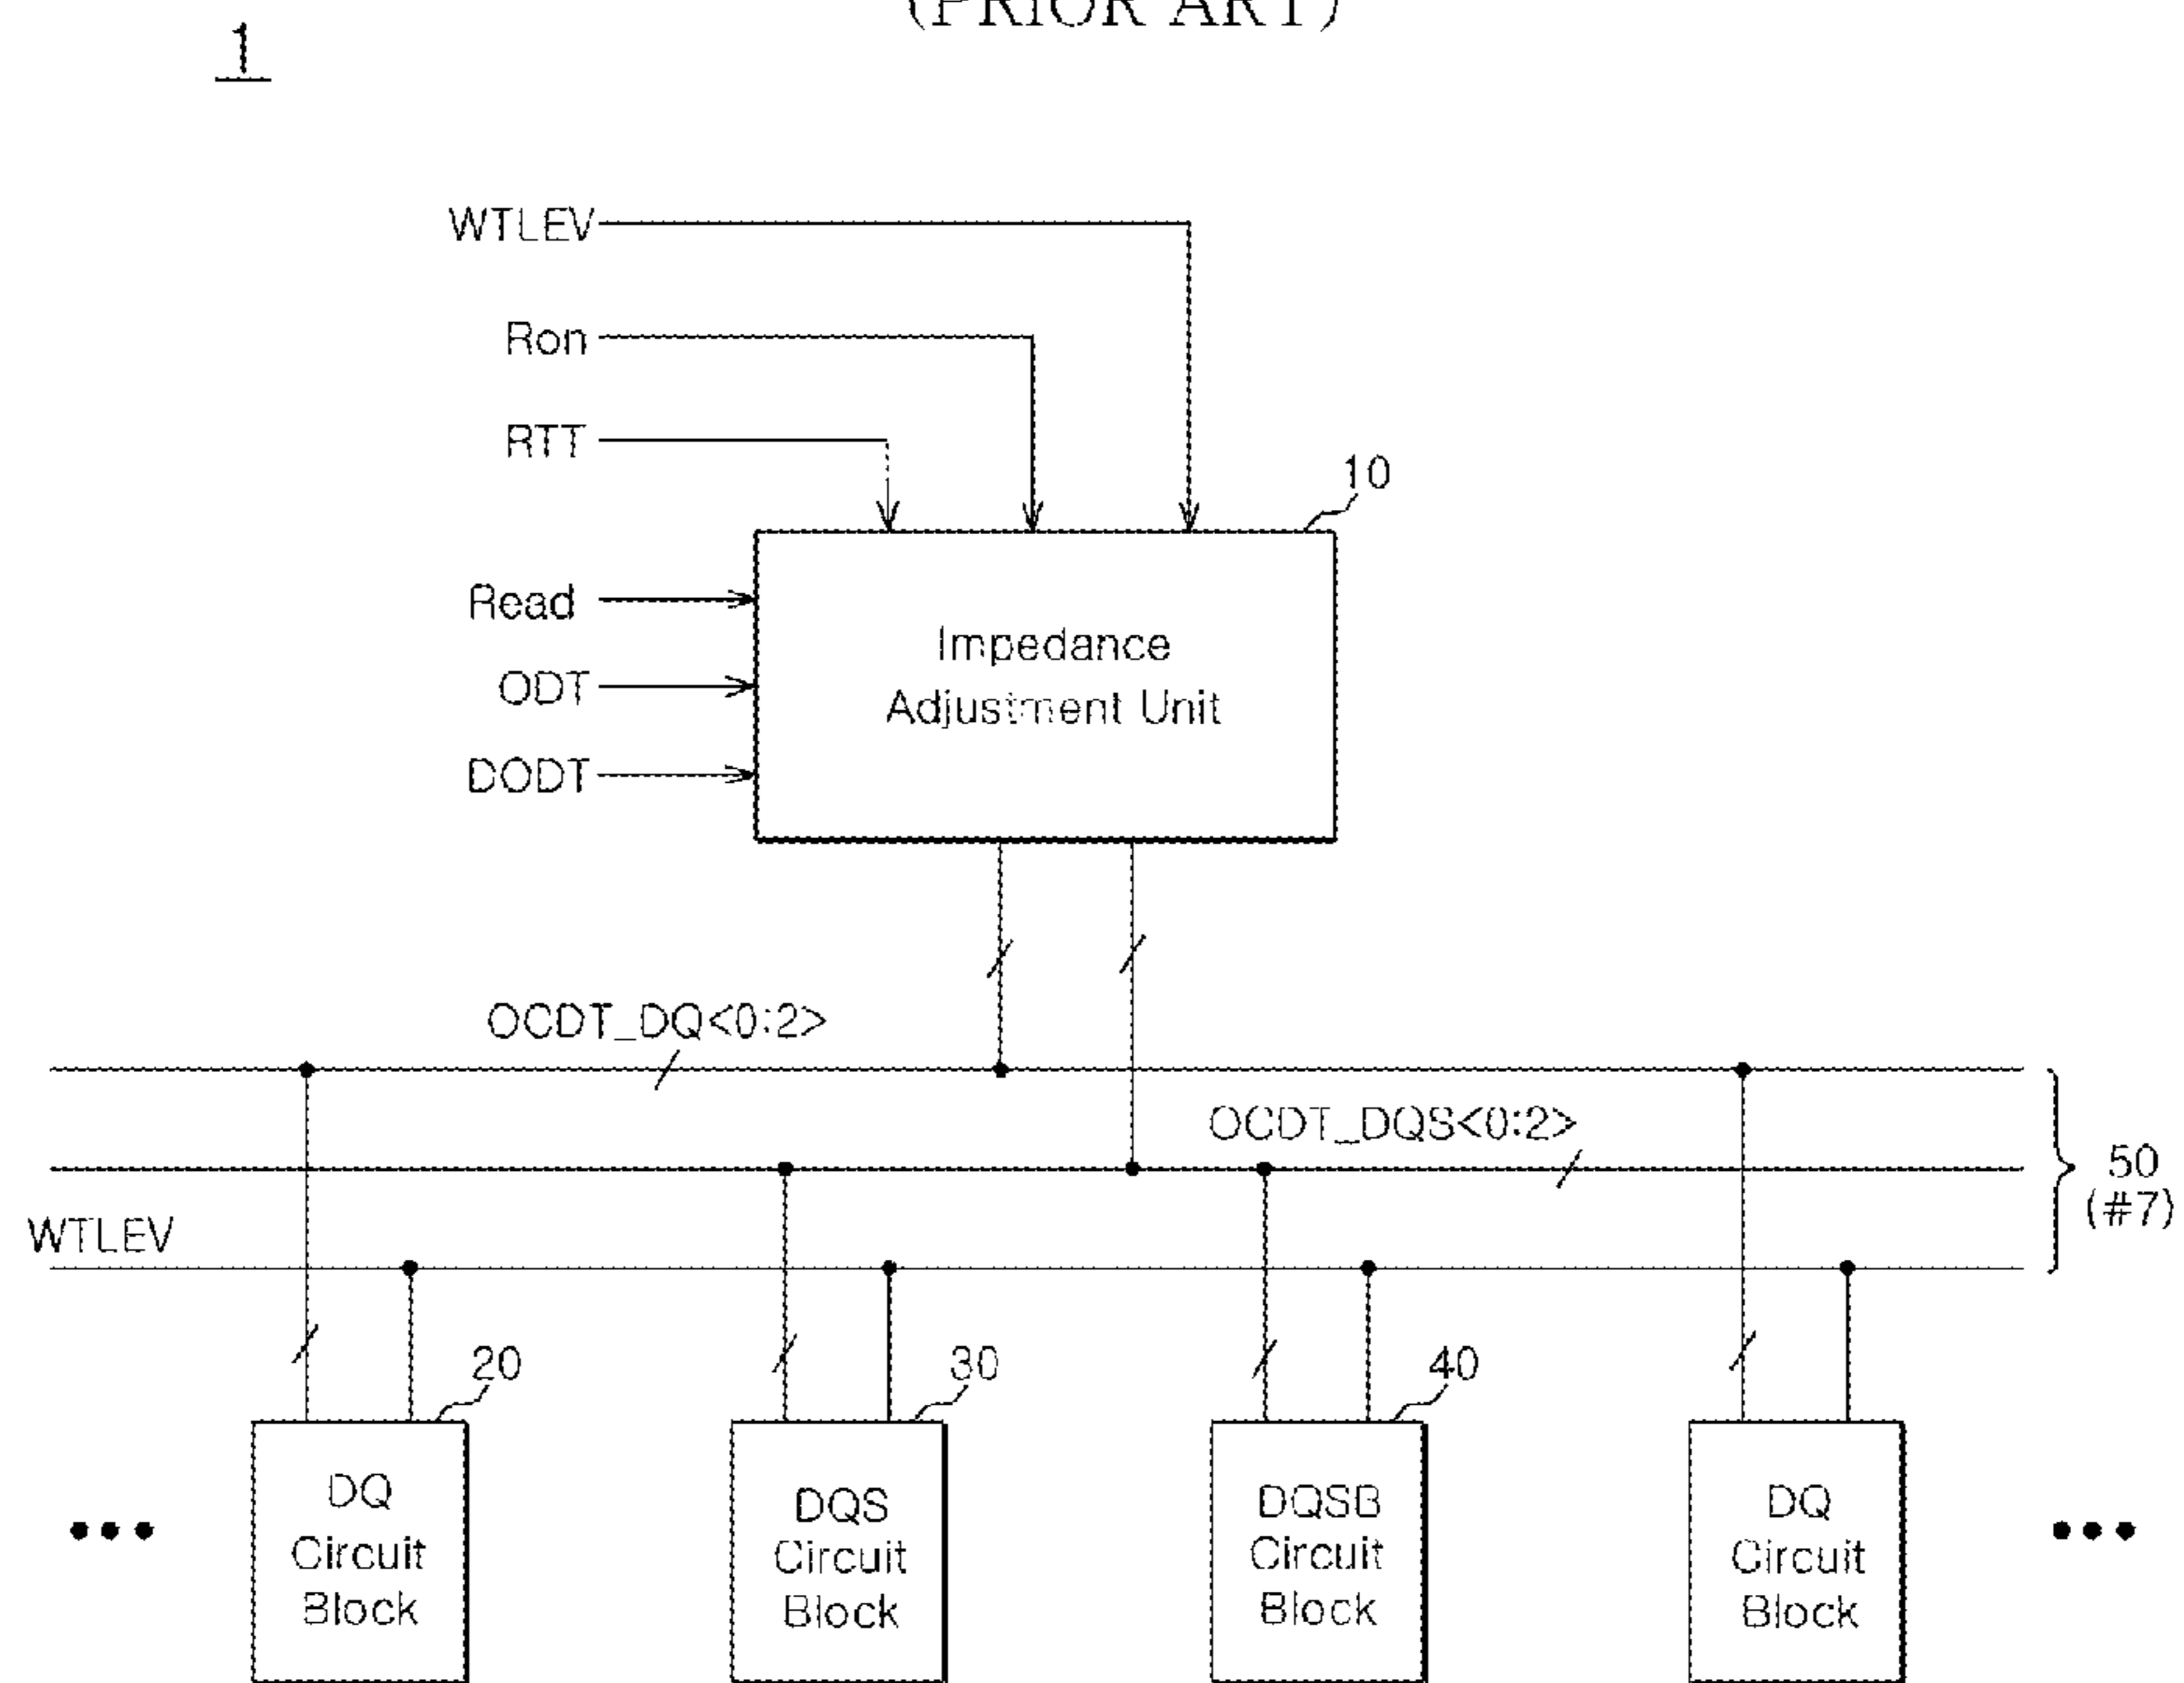 (PRIOR ART)
1
WTLEV
Ron
RTT
10
Read
ODT
DODT
Impedance
Adjustment Unit
OCDT_DQ<0:2>
OCDT_DQS<0:2>
50
(#7)
WTLEV
20
30
40
DQ
Circuit
Block
DQS
Circuit
Block
DQSB
Circuit
Block
DQ
Circuit
Block